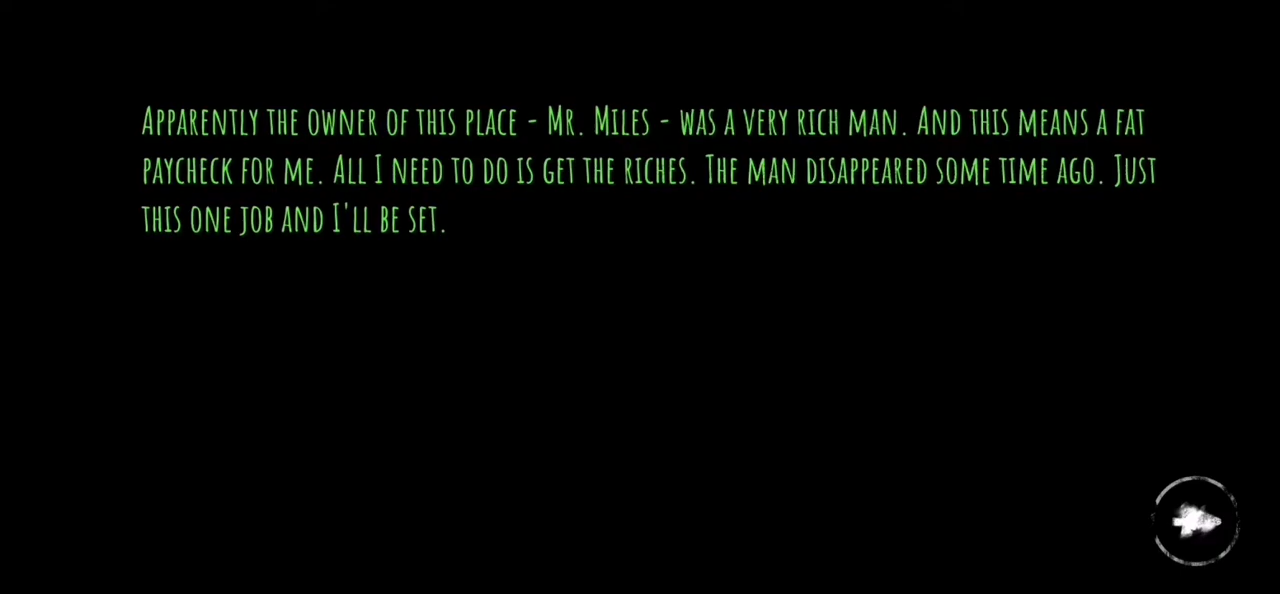 Apparently the owner of this place - Mr. Miles - was a very rich man. And this means a fat
paycheck for me. All I need to do is get the riches. The man disappeared some time ago. Just
this one job and I'll be set.